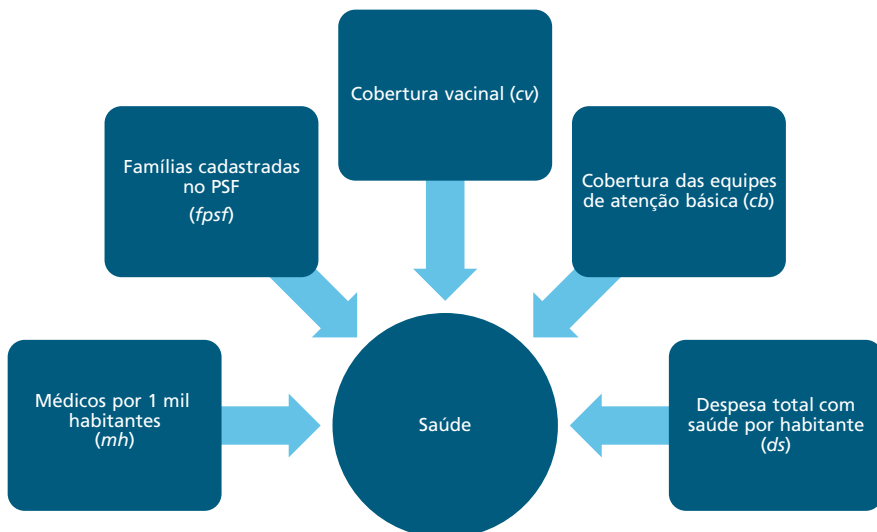 Cobertura vacinal (cv)
Famílias cadastradas
no PSF
(fpsf)
Cobertura das equipes
de atenção básica (cb)
Médicos por 1 mil
habitantes
(mh)
Saúde
Despesa total com
saúde por habitante
(ds)